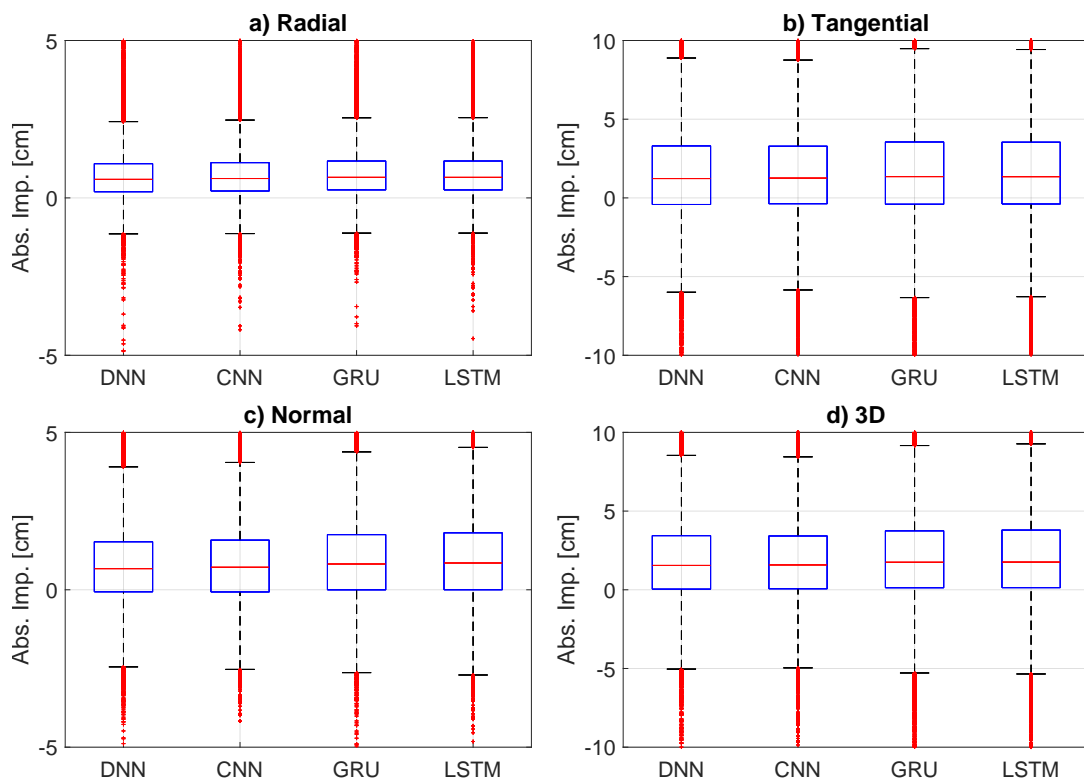 a) Radial
5
0
-5
Abs. Imp. [cm]
DNN CNN GRU LSTM
b) Tangential
10
5
0
-5
-10
Abs. Imp. [cm]
DNN CNN GRU LSTM
c) Normal
5
0
-5
Abs. Imp. [cm]
DNN CNN GRU LSTM
d) 3D
10
5
0
-5
-10
Abs. Imp. [cm]
DNN CNN GRU LSTM